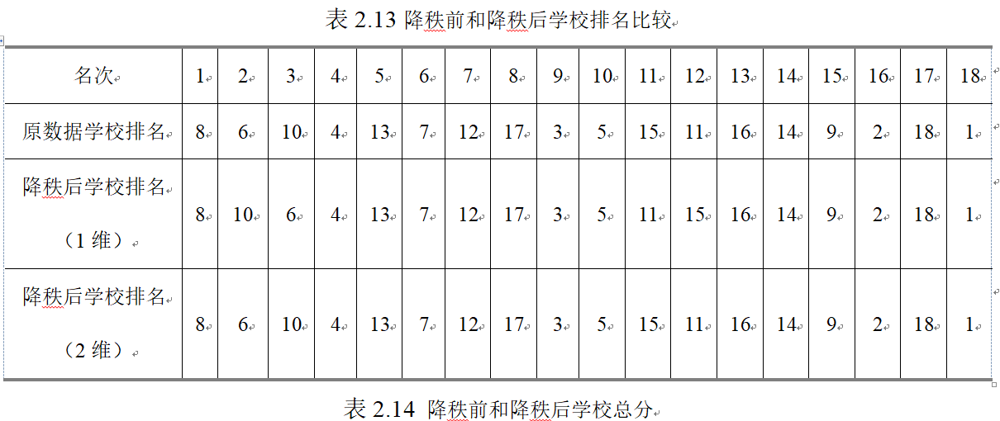 表 2.13 降秩前和降秩后学校排名比较
名次 1 2 3 4 5 6 7 8 9 10 11 12 13 14 15 16 17 18
原数据学校排名 8 6 10 4 13 7 12 17 3 5 15 11 16 14 9 2 18 1
降秩后学校排名
（1 维） 8 10 6 4 13 7 12 17 3 5 11 15 16 14 9 2 18 1
降秩后学校排名
（2 维） 8 6 10 4 13 7 12 17 3 5 15 11 16 14 9 2 18 1
表 2.14 降秩前和降秩后学校总分